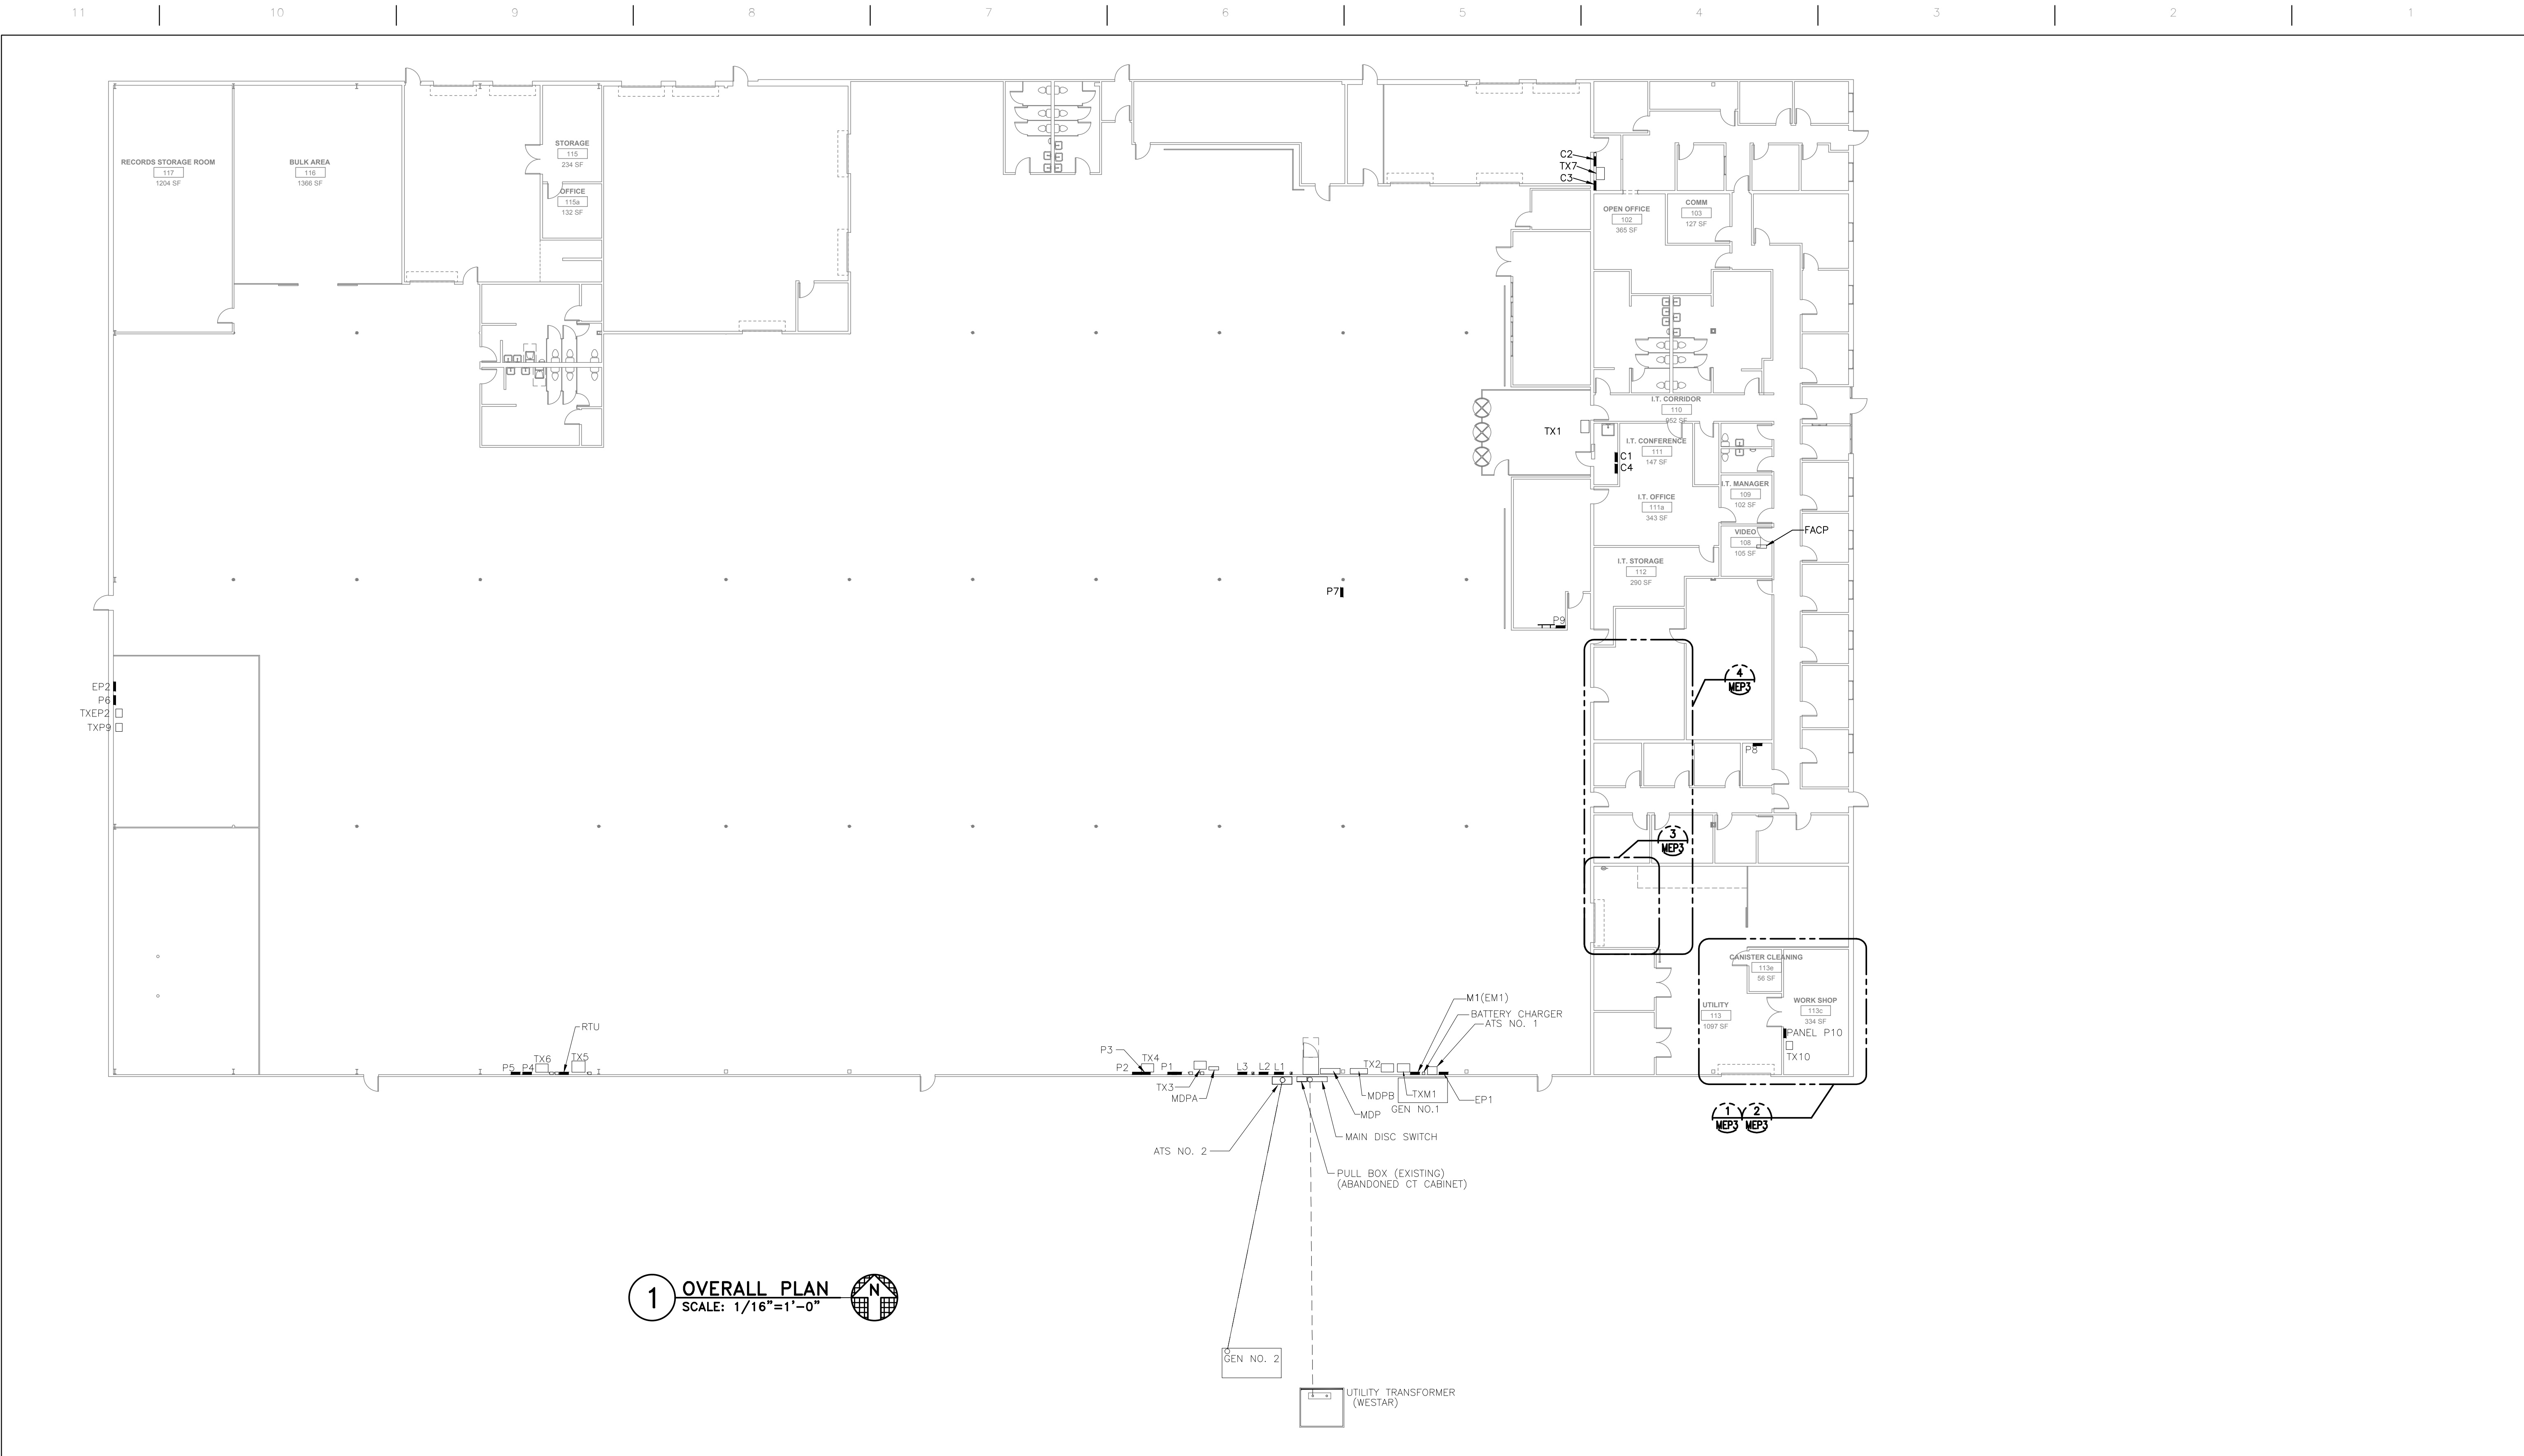 11 10 9 8 7 6 5 4 3 2 1
RECORDS STORAGE ROOM
117
1204 SF
BULK AREA
116
1366 SF
STORAGE
115
234 SF
OFFICE
115a
132 SF
C2
TX7
C3
OPEN OFFICE
102
365 SF
COMM
103
127 SF
I.T. CORRIDOR
110
952 SF
TX1
I.T. CONFERENCE
111
147 SF
C1
C4
I.T. MANAGER
109
102 SF
I.T. OFFICE
111a
343 SF
FACP
VIDEO
108
105 SF
I.T. STORAGE
112
290 SF
P7
P9
EP2
P6
TXEP2
TXP9
4
MEP3
P8
3
MEP3
CANISTER CLEANING
113e
56 SF
UTILITY
113
1097 SF
WORK SHOP
113c
334 SF
PANEL P10
TX10
1 2
MEP3 MEP3
M1(EM1)
BATTERY CHARGER
ATS NO. 1
RTU
P5 P4 TX6 TX5
P3
P2 TX4 P1
TX3
MDPA
L3 L2 L1
TX2
MDPB
TXM1
GEN NO.1
EP1
MDP
MAIN DISC SWITCH
ATS NO. 2
PULL BOX (EXISTING)
(ABANDONED CT CABINET)
1 OVERALL PLAN N
SCALE: 1/16"=1'-0"
GEN NO. 2
UTILITY TRANSFORMER
(WESTAR)